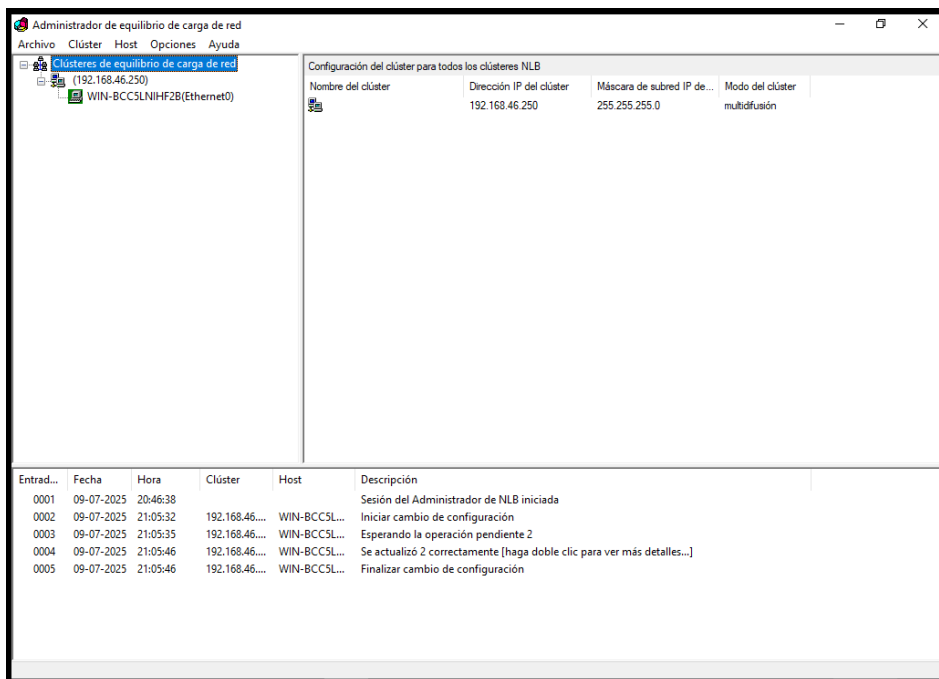 Administrador de equilibrio de carga de red
Archivo Clúster Host Opciones Ayuda
Clústeres de equilibrio de carga de red
(192.168.46.250)
WIN-BCC5LNIHF2B(Ethernet0)
Configuración del clúster para todos los clústeres NLB
Nombre del clúster Dirección IP del clúster Máscara de subred IP de... Modo del clúster
192.168.46.250 255.255.255.0 multidifusión
Entrad... Fecha Hora Clúster Host Descripción
0001 09-07-2025 20:46:38 Sesión del Administrador de NLB iniciada
0002 09-07-2025 21:05:32 192.168.46.... WIN-BCC5L... Iniciar cambio de configuración
0003 09-07-2025 21:05:35 192.168.46.... WIN-BCC5L... Esperando la operación pendiente 2
0004 09-07-2025 21:05:46 192.168.46.... WIN-BCC5L... Se actualizó 2 correctamente [haga doble clic para ver más detalles...]
0005 09-07-2025 21:05:46 192.168.46.... WIN-BCC5L... Finalizar cambio de configuración